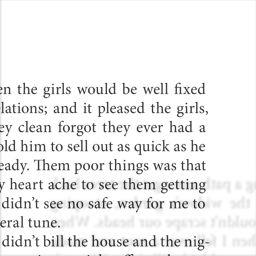 en the girls would be well fixed
lations; and it pleased the girls,
ey clean forgot they ever had a
old him to sell out as quick as he
eady. Them poor things was that
y heart ache to see them getting
didn't see no safe way for me to
eral tune.
didn't bill the house and the nig-